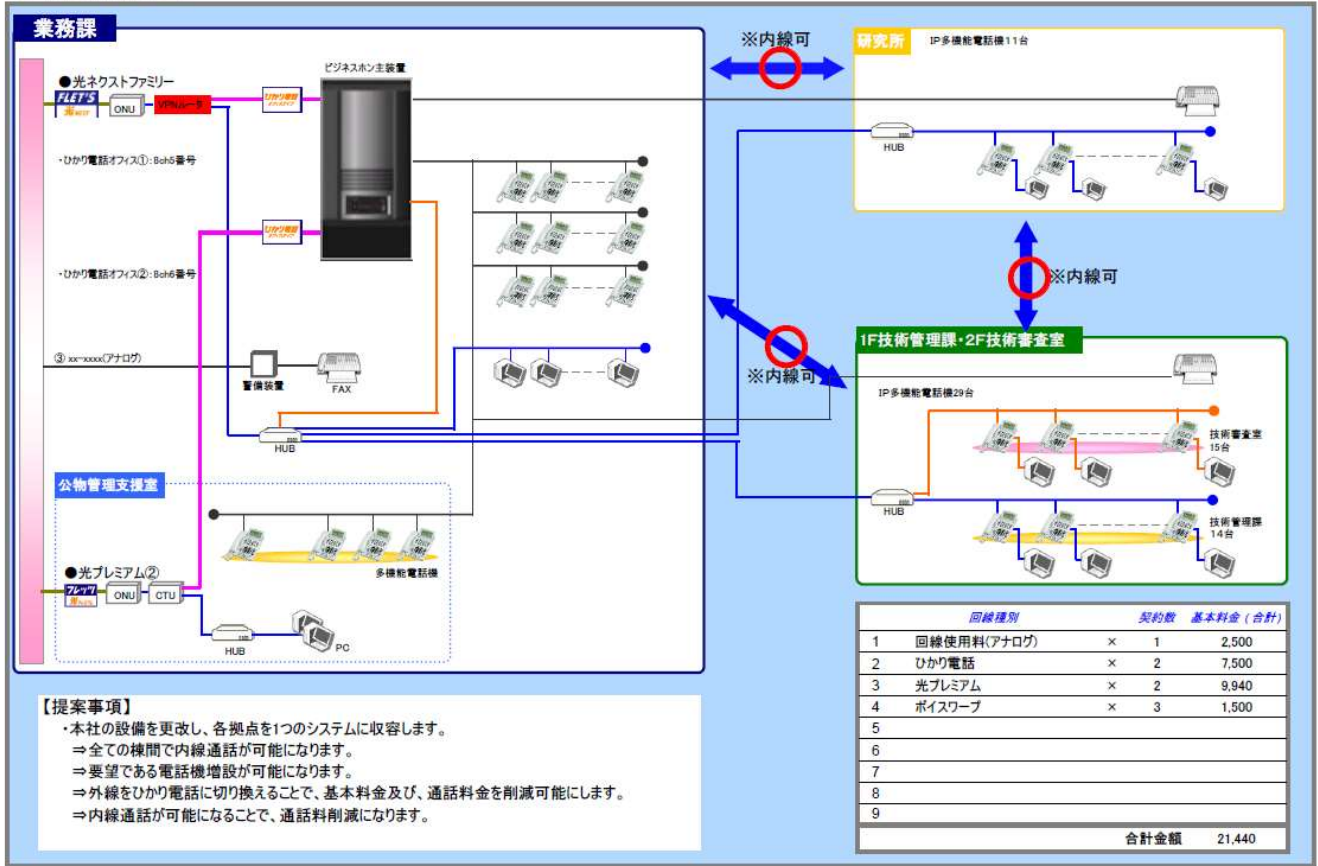 業務課
●光ネクストファミリー
FLET'S
光
ONU
VPNルータ
ひかり電話
ビジネスホン主装置
・ひかり電話オフィス①：8ch5番号
ひかり電話
・ひかり電話オフィス②：8ch6番号
③ xx-xxxx(アナログ)
警備装置
FAX
HUB
公物管理支援室
多機能電話機
●光プレミアム②
フレッツ
光
ONU
CTU
HUB
PC
※内線可
研究所
IP多機能電話機11台
HUB
※内線可
※内線可
1F技術管理課・2F技術審査室
IP多機能電話機29台
技術審査室
15台
HUB
技術管理課
14台
回線種別 契約数 基本料金 (合計)
1 回線使用料(アナログ) × 1 2,500
2 ひかり電話 × 2 7,500
3 光プレミアム × 2 9,940
4 ボイスワープ × 3 1,500
5
6
7
8
9
合計金額 21,440
【提案事項】
・本社の設備を更改し、各拠点を1つのシステムに収容します。
⇒全ての棟間で内線通話が可能になります。
⇒要望である電話機増設が可能になります。
⇒外線をひかり電話に切り換えることで、基本料金及び、通話料金を削減可能にします。
⇒内線通話が可能になることで、通話料削減になります。